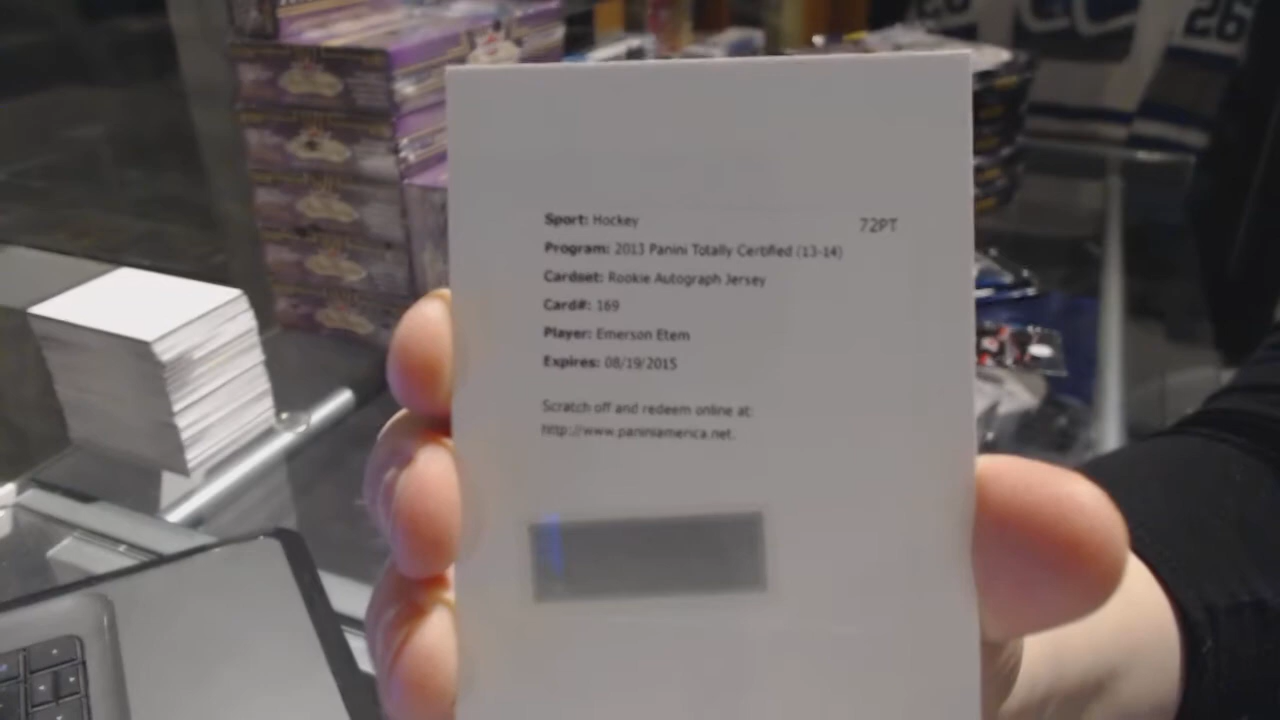 Sport: Hockey
72PT
Program: 2013 Panini Totally Certified (13-14)
Cardset: Rookie Autograph Jersey
Card#: 169
Player: Emerson Etem
Expires: 08/19/2015
Scratch off and redeem online at:
http://www.paniniamerica.net.
26